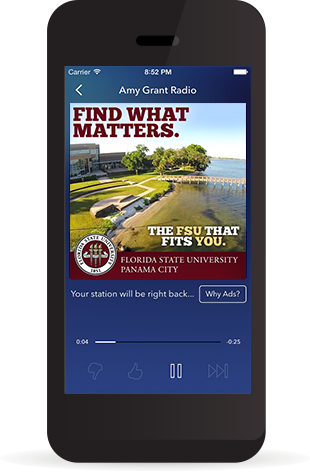 Carrier 8:52 PM
Amy Grant Radio
FIND WHAT
MATTERS.
THE FSU THAT
FITS YOU.
FLORIDA STATE UNIVERSITY
PANAMA CITY
FLORIDA STATE UNIVERSITY
1851
Your station will be right back... Why Ads?
0:04 -0:25